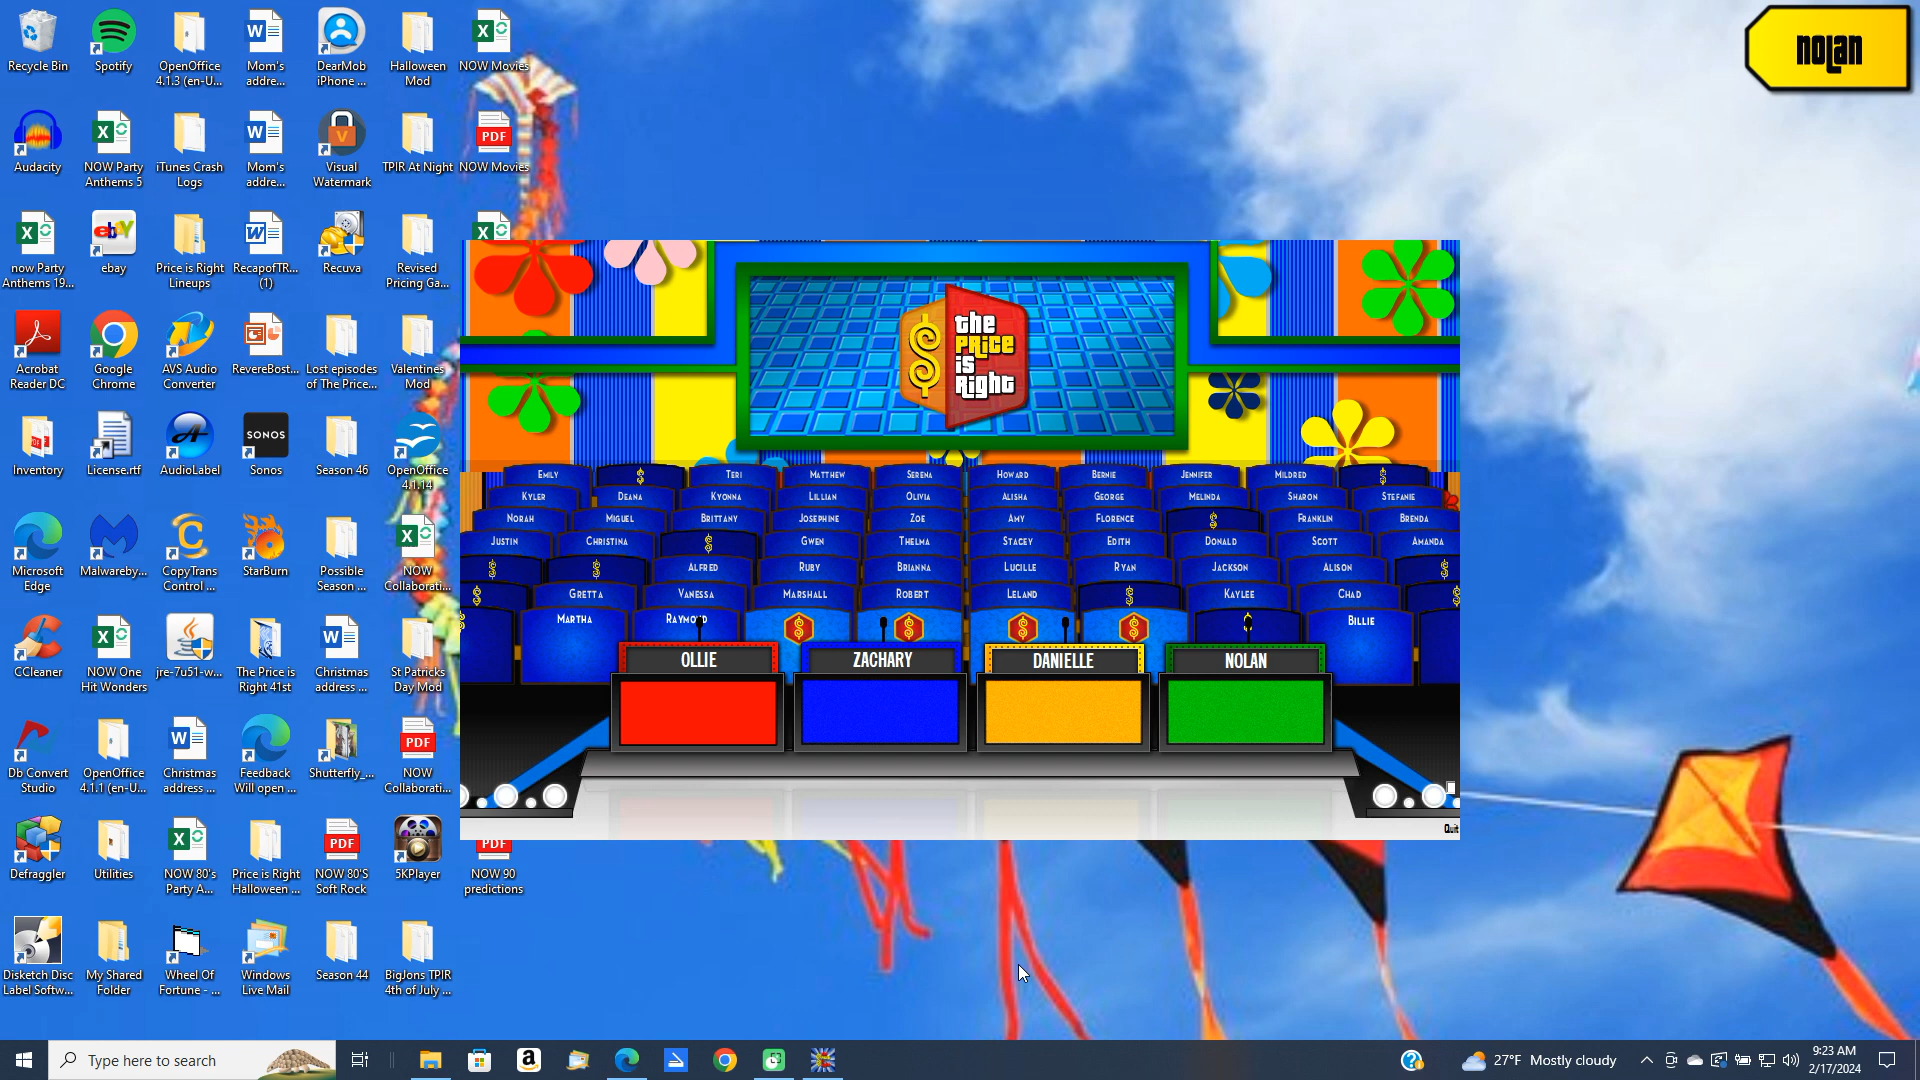 Recycle Bin
Spotify
OpenOffice
4.1.3 (en-U...
Mom's
addre...
DearMob
iPhone ...
Halloween
Mod
NOW Movies
nolan
Audacity
NOW Party
Anthems 5
iTunes Crash
Logs
Mom's
addre...
Visual
Watermark
TPIR At Night
PDF
NOW Movies
now Party
Anthems 19...
ebay
ebay
Price is Right
Lineups
RecapofTR...
(1)
Recuva
Revised
Pricing Ga...
Acrobat
Reader DC
Google
Chrome
AVS Audio
Converter
RevereBost...
Lost episodes
of The Price...
Valentines
Mod
the
PRice
is
Right
Inventory
License.rtf
AudioLabel
SONOS
Sonos
Season 46
OpenOffice
4.1.14
EMILY
TERI
MATTHEW
SERENA
HOWARD
BERNIE
JENNIFER
MILDRED
KYLER
DEANA
KYONNA
LILLIAN
OLIVIA
ALISHA
GEORGE
MELINDA
SHARON
STEFANIE
NORAH
MIGUEL
BRITTANY
JOSEPHINE
ZOE
AMY
FLORENCE
FRANKLIN
BRENDA
JUSTIN
CHRISTINA
GWEN
THELMA
STACEY
EDITH
DONALD
SCOTT
AMANDA
ALFRED
RUBY
BRIANNA
LUCILLE
RYAN
JACKSON
ALISON
GRETTA
VANESSA
MARSHALL
ROBERT
LELAND
KAYLEE
CHAD
MARTHA
RAYMOND
BILLIE
OLLIE
ZACHARY
DANIELLE
NOLAN
Quit
Microsoft
Edge
Malwareby...
CopyTrans
Control ...
StarBurn
Possible
Season ...
NOW
Collaborati...
CCleaner
NOW One
Hit Wonders
jre-7u51-w...
The Price is
Right 41st
Christmas
address ...
St Patricks
Day Mod
Db Convert
Studio
OpenOffice
4.1.1 (en-U...
Christmas
address ...
Feedback
Will open ...
Shutterfly_...
PDF
NOW
Collaborati...
Defraggler
Utilities
NOW 80's
Party A...
Price is Right
Halloween ...
PDF
NOW 80'S
Soft Rock
5KPlayer
PDF
NOW 90
predictions
Disketch Disc
Label Softw...
My Shared
Folder
Wheel Of
Fortune - ...
Windows
Live Mail
Season 44
BigJons TPIR
4th of July ...
Type here to search
27°F Mostly cloudy
9:23 AM
2/17/2024